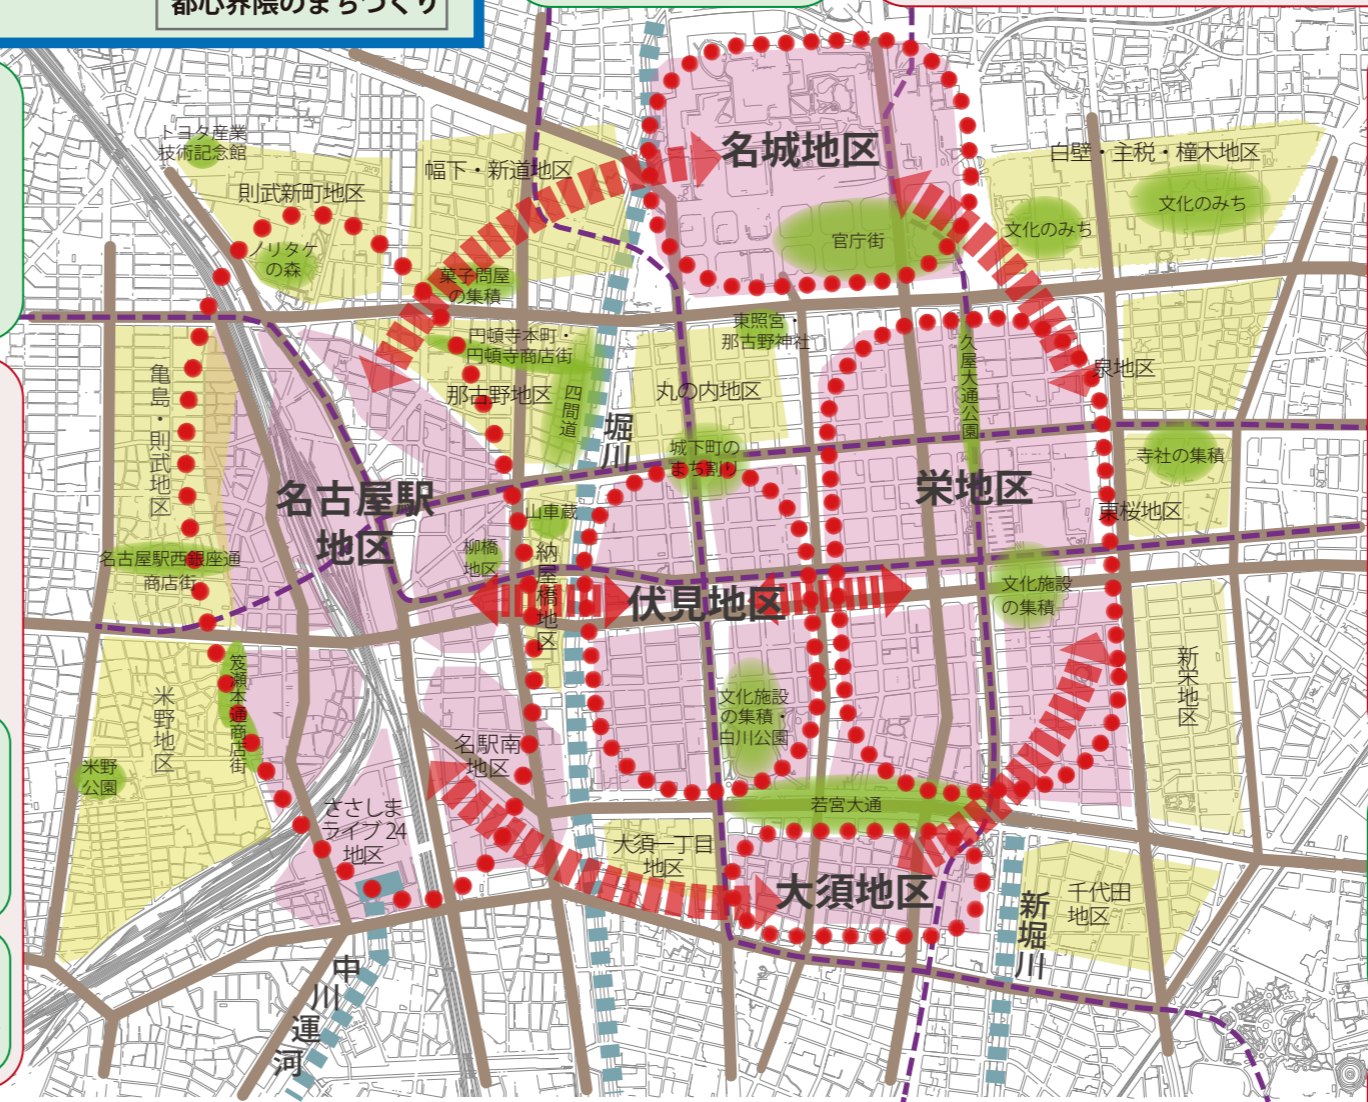 都心界隈のまちづくり
トヨタ産業
技術記念館
則武新町地区
ノリタケ
の森
幅下・新道地区
菓子問屋
の集積
円頓寺本町・
円頓寺商店街
那古野地区
四間道
堀川
名城地区
官庁街
白壁・主税・橦木地区
文化のみち
文化のみち
東照宮・
那古野神社
丸の内地区
城下町の
まち割り
久屋大通公園
泉地区
寺社の集積
東桜地区
栄地区
亀島・則武地区
名古屋駅
地区
名古屋駅西銀座通
商店街
山車蔵
柳橋
地区
納屋橋地区
伏見地区
文化施設
の集積
文化施設
の集積・
白川公園
新栄地区
笈瀬本通商店街
米野地区
米野
公園
名駅南
地区
ささしま
ライブ24
地区
若宮大通
大須一丁目
地区
大須地区
千代田
地区
新堀川
中川運河